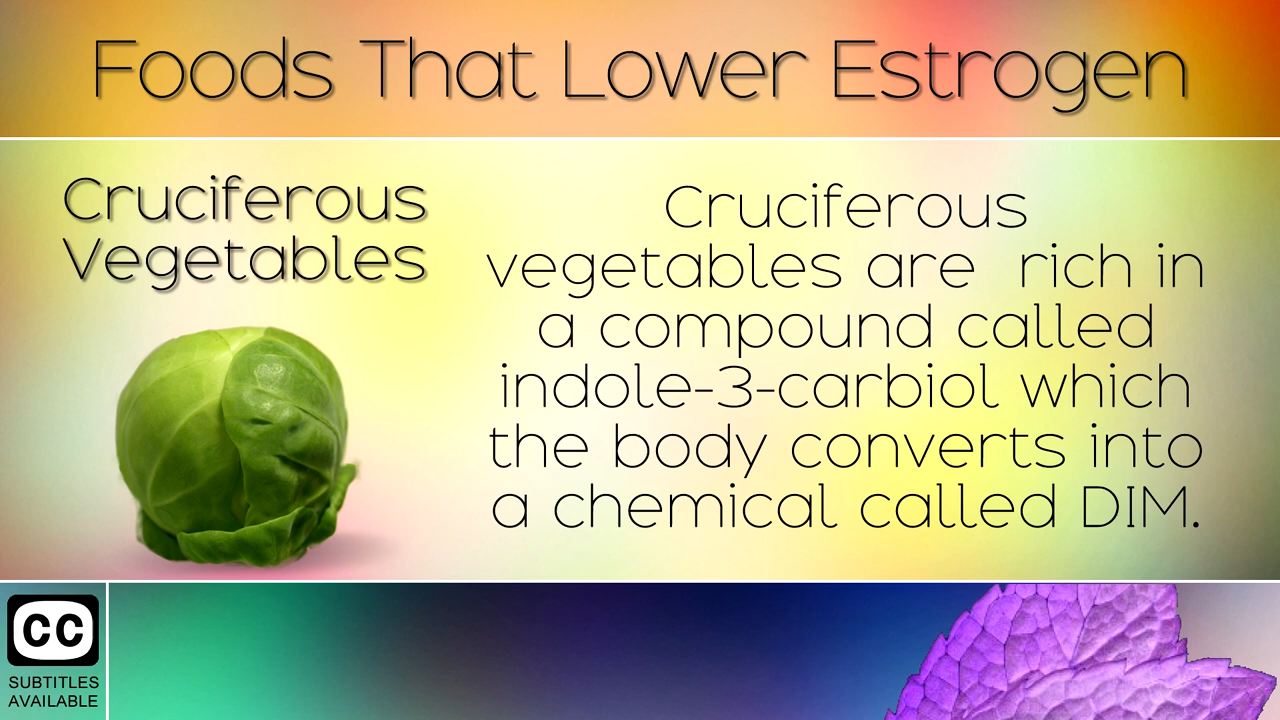 Foods That Lower Estrogen
Cruciferous
Vegetables
Cruciferous
vegetables are rich in
a compound called
indole-3-carbiol which
the body converts into
a chemical called DIM.
CC
SUBTITLES
AVAILABLE